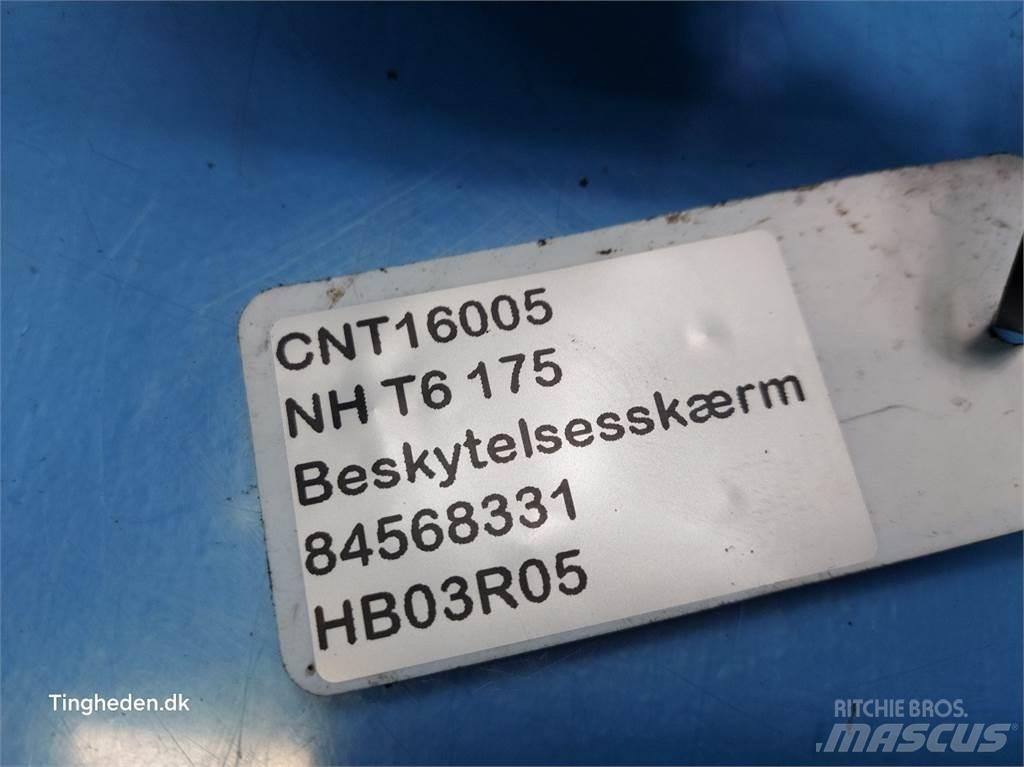 CNT16005
NH T6 175
Beskytelsesskærm
84568331
HB03R05
Tingheden.dk
RITCHIE BROS.
MASCUS